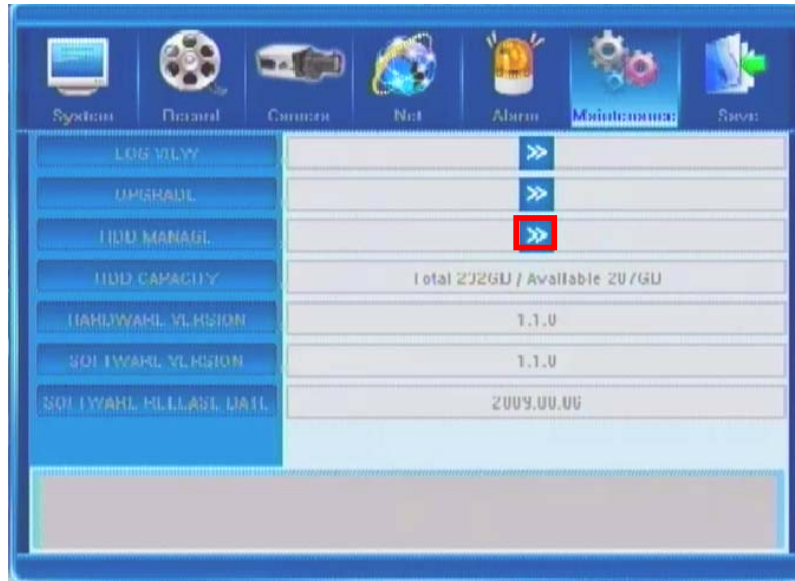 System Record Camera Net Alarm Maintenance Save
LOG VIEW
UPGRADE
HDD MANAGE
HDD CAPACITY Total 232GB / Available 207GB
HARDWARE VERSION 1.1.0
SOFTWARE VERSION 1.1.0
SOFTWARE RELEASE DATE